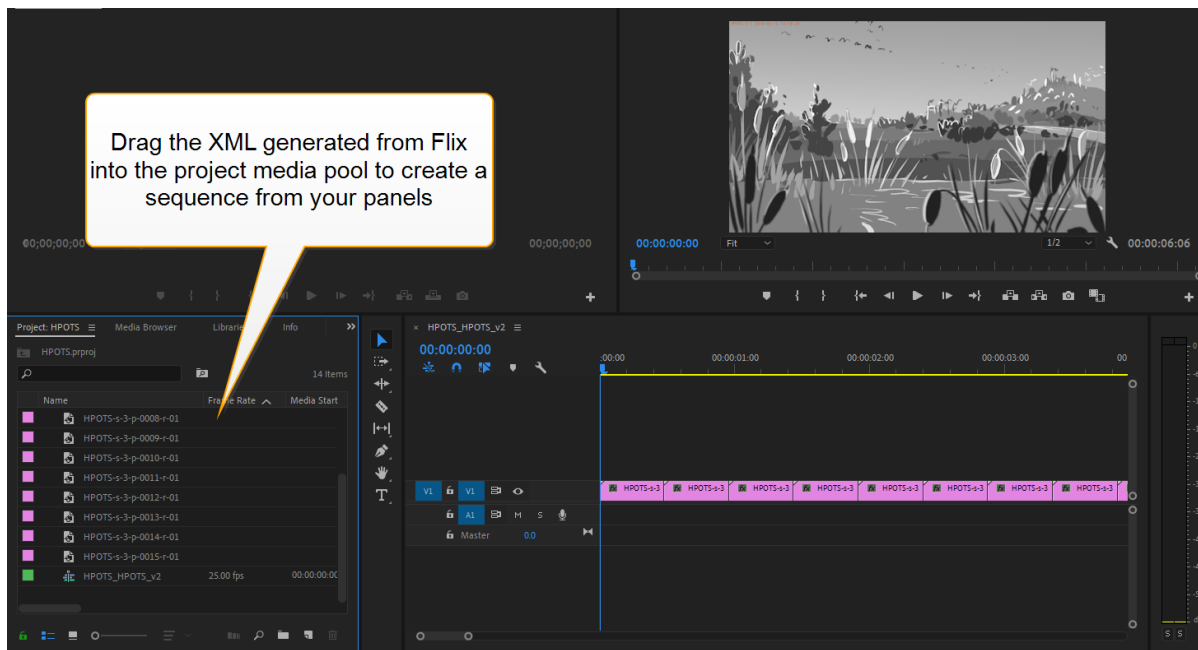 Drag the XML generated from Flix
into the project media pool to create a
sequence from your panels
00;00;00;00
00:00:00:00
Fit
1/2
00:00:06:06
Project: HPOTS
Media Browser
Info
HPOTS.prproj
14 Items
Name
Frame Rate
Media Start
HPOTS-s-3-p-0008-r-01
HPOTS-s-3-p-0009-r-01
HPOTS-s-3-p-0010-r-01
HPOTS-s-3-p-0011-r-01
HPOTS-s-3-p-0012-r-01
HPOTS-s-3-p-0013-r-01
HPOTS-s-3-p-0014-r-01
HPOTS-s-3-p-0015-r-01
HPOTS_HPOTS_v2 25.00 fps 00:00:00:00
T
× HPOTS_HPOTS_v2
00:00:00:00
:00:00 00:00:01:00 00:00:02:00 00:00:03:00 00
V1 V1
HPOTS-s-3 HPOTS-s-3 HPOTS-s-3 HPOTS-s-3 HPOTS-s-3 HPOTS-s-3 HPOTS-s-3 HPOTS-s-3
A1 M S
Master 0.0
S S